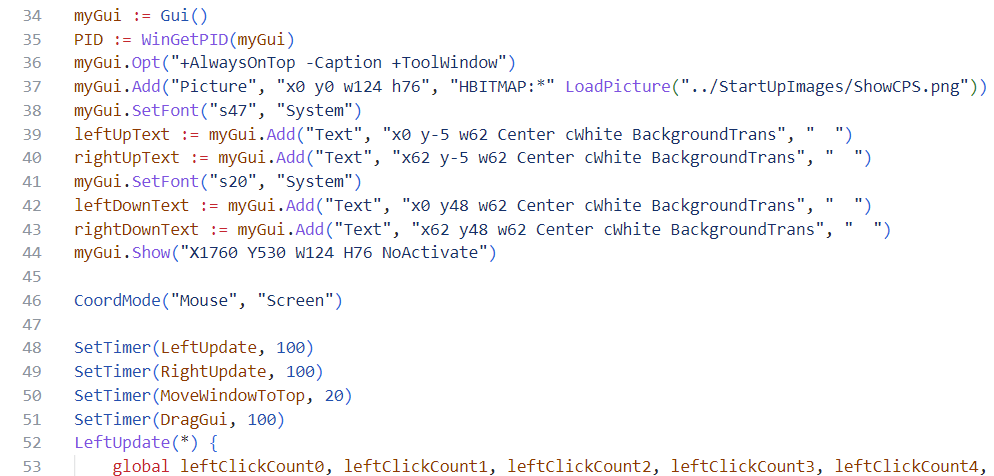 34 myGui := Gui()
35 PID := WinGetPID(myGui)
36 myGui.Opt("+AlwaysOnTop -Caption +ToolWindow")
37 myGui.Add("Picture", "x0 y0 w124 h76", "HBITMAP:*" LoadPicture("../StartUpImages/ShowCPS.png"))
38 myGui.SetFont("s47", "System")
39 leftUpText := myGui.Add("Text", "x0 y-5 w62 Center cWhite BackgroundTrans", "  ")
40 rightUpText := myGui.Add("Text", "x62 y-5 w62 Center cWhite BackgroundTrans", "  ")
41 myGui.SetFont("s20", "System")
42 leftDownText := myGui.Add("Text", "x0 y48 w62 Center cWhite BackgroundTrans", "  ")
43 rightDownText := myGui.Add("Text", "x62 y48 w62 Center cWhite BackgroundTrans", "  ")
44 myGui.Show("X1760 Y530 W124 H76 NoActivate")
45
46 CoordMode("Mouse", "Screen")
47
48 SetTimer(LeftUpdate, 100)
49 SetTimer(RightUpdate, 100)
50 SetTimer(MoveWindowToTop, 20)
51 SetTimer(DragGui, 100)
52 LeftUpdate(*) {
53     global leftClickCount0, leftClickCount1, leftClickCount2, leftClickCount3, leftClickCount4,